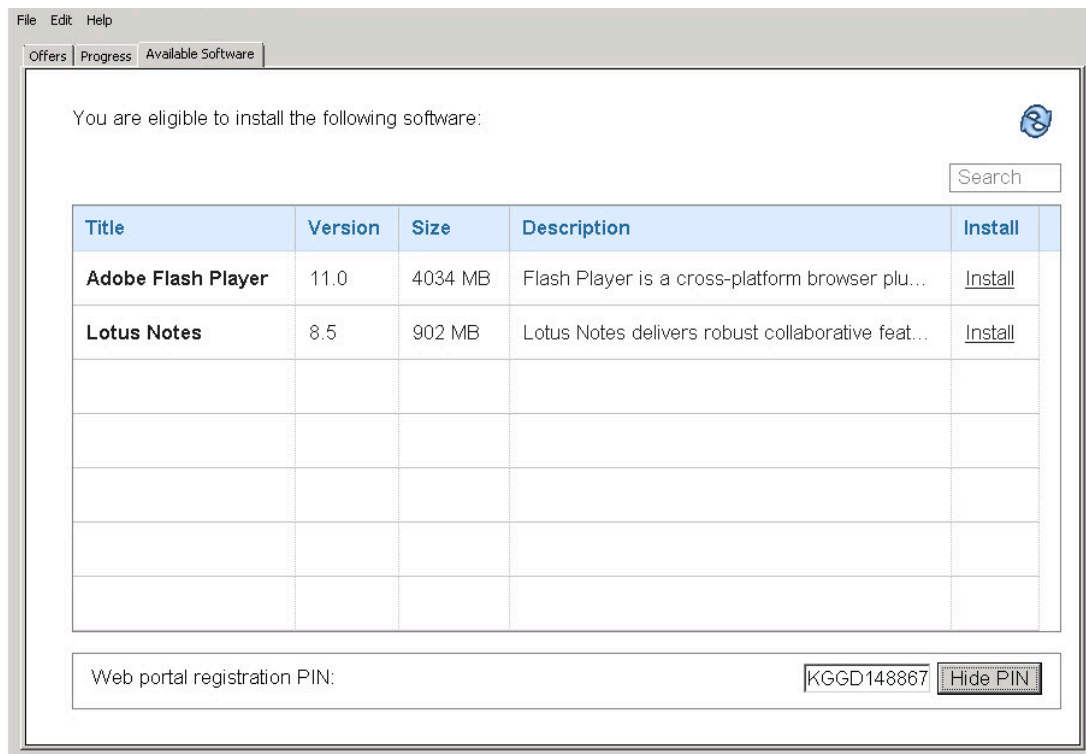 File Edit Help
Offers Progress Available Software
You are eligible to install the following software:
Search
Title Version Size Description Install
Adobe Flash Player 11.0 4034 MB Flash Player is a cross-platform browser plu... Install
Lotus Notes 8.5 902 MB Lotus Notes delivers robust collaborative feat... Install
Web portal registration PIN: KGGD148867 Hide PIN